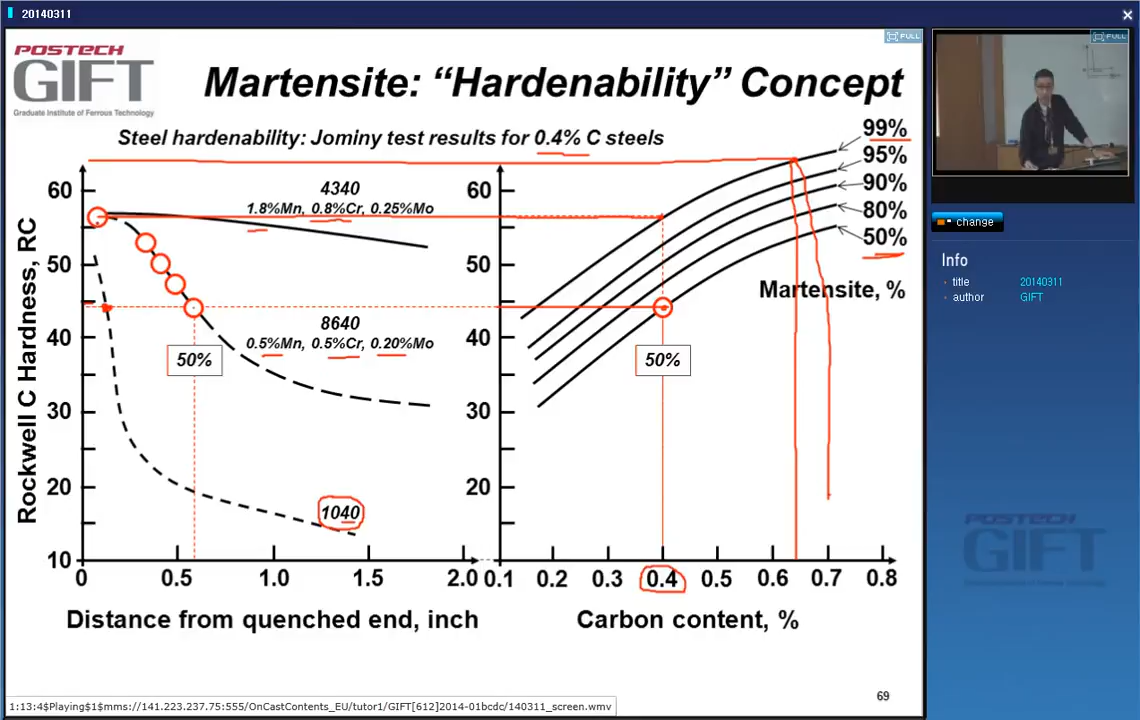 20140311
POSTECH
GIFT
Graduate Institute of Ferrous Technology
FULL
Martensite: “Hardenability” Concept
Steel hardenability: Jominy test results for 0.4% C steels
99%
95%
90%
80%
50%
Martensite, %
Rockwell C Hardness, RC
60
50
40
30
20
10
4340
1.8%Mn, 0.8%Cr, 0.25%Mo
8640
0.5%Mn, 0.5%Cr, 0.20%Mo
50%
1040
0 0.5 1.0 1.5 2.0
Distance from quenched end, inch
60
50
40
30
20
50%
0.1 0.2 0.3 0.4 0.5 0.6 0.7 0.8
Carbon content, %
69
1:13:4$Playing$1$mms://141.223.237.75:555/OnCastContents_EU/tutor1/GIFT[612]2014-01bcdc/140311_screen.wmv
FULL
change
Info
title 20140311
author GIFT
POSTECH
GIFT